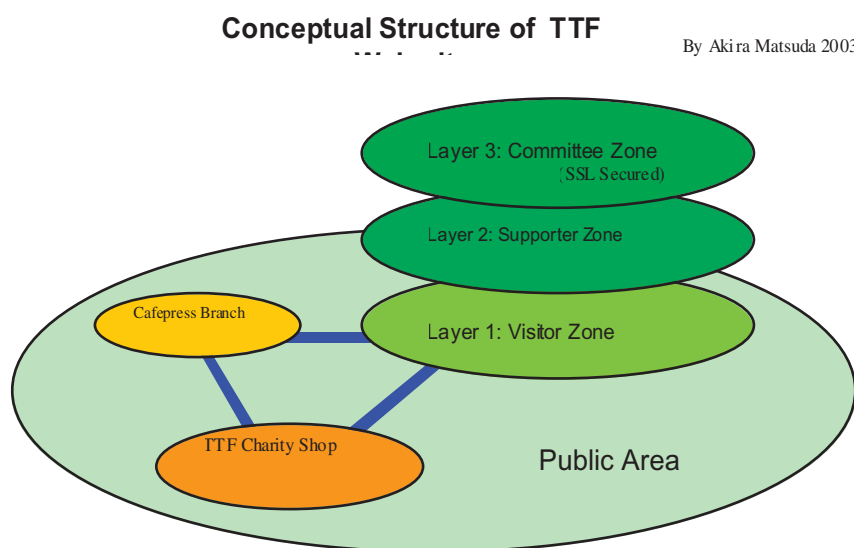 Conceptual Structure of TTF
By Akira Matsuda 2003
Layer 3: Committee Zone
(SSL Secured)
Layer 2: Supporter Zone
Cafepress Branch
Layer 1: Visitor Zone
TTF Charity Shop
Public Area